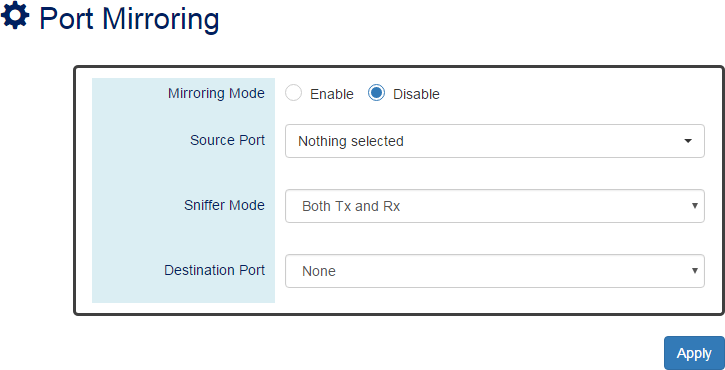 Port Mirroring
Mirroring Mode Enable Disable
Source Port Nothing selected
Sniffer Mode Both Tx and Rx
Destination Port None
Apply